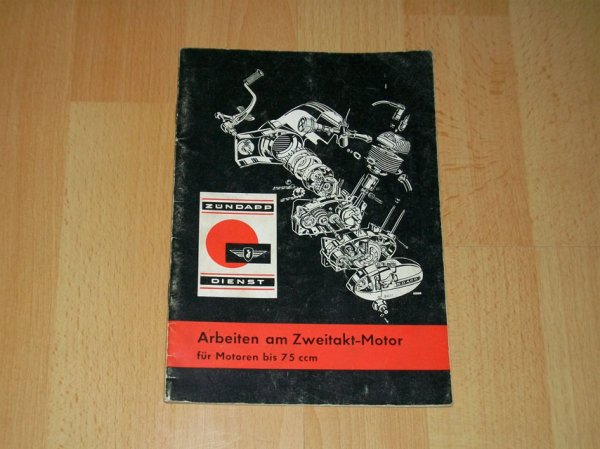 ZÜNDAPP
DIENST
Arbeiten am Zweitakt-Motor
für Motoren bis 75 ccm